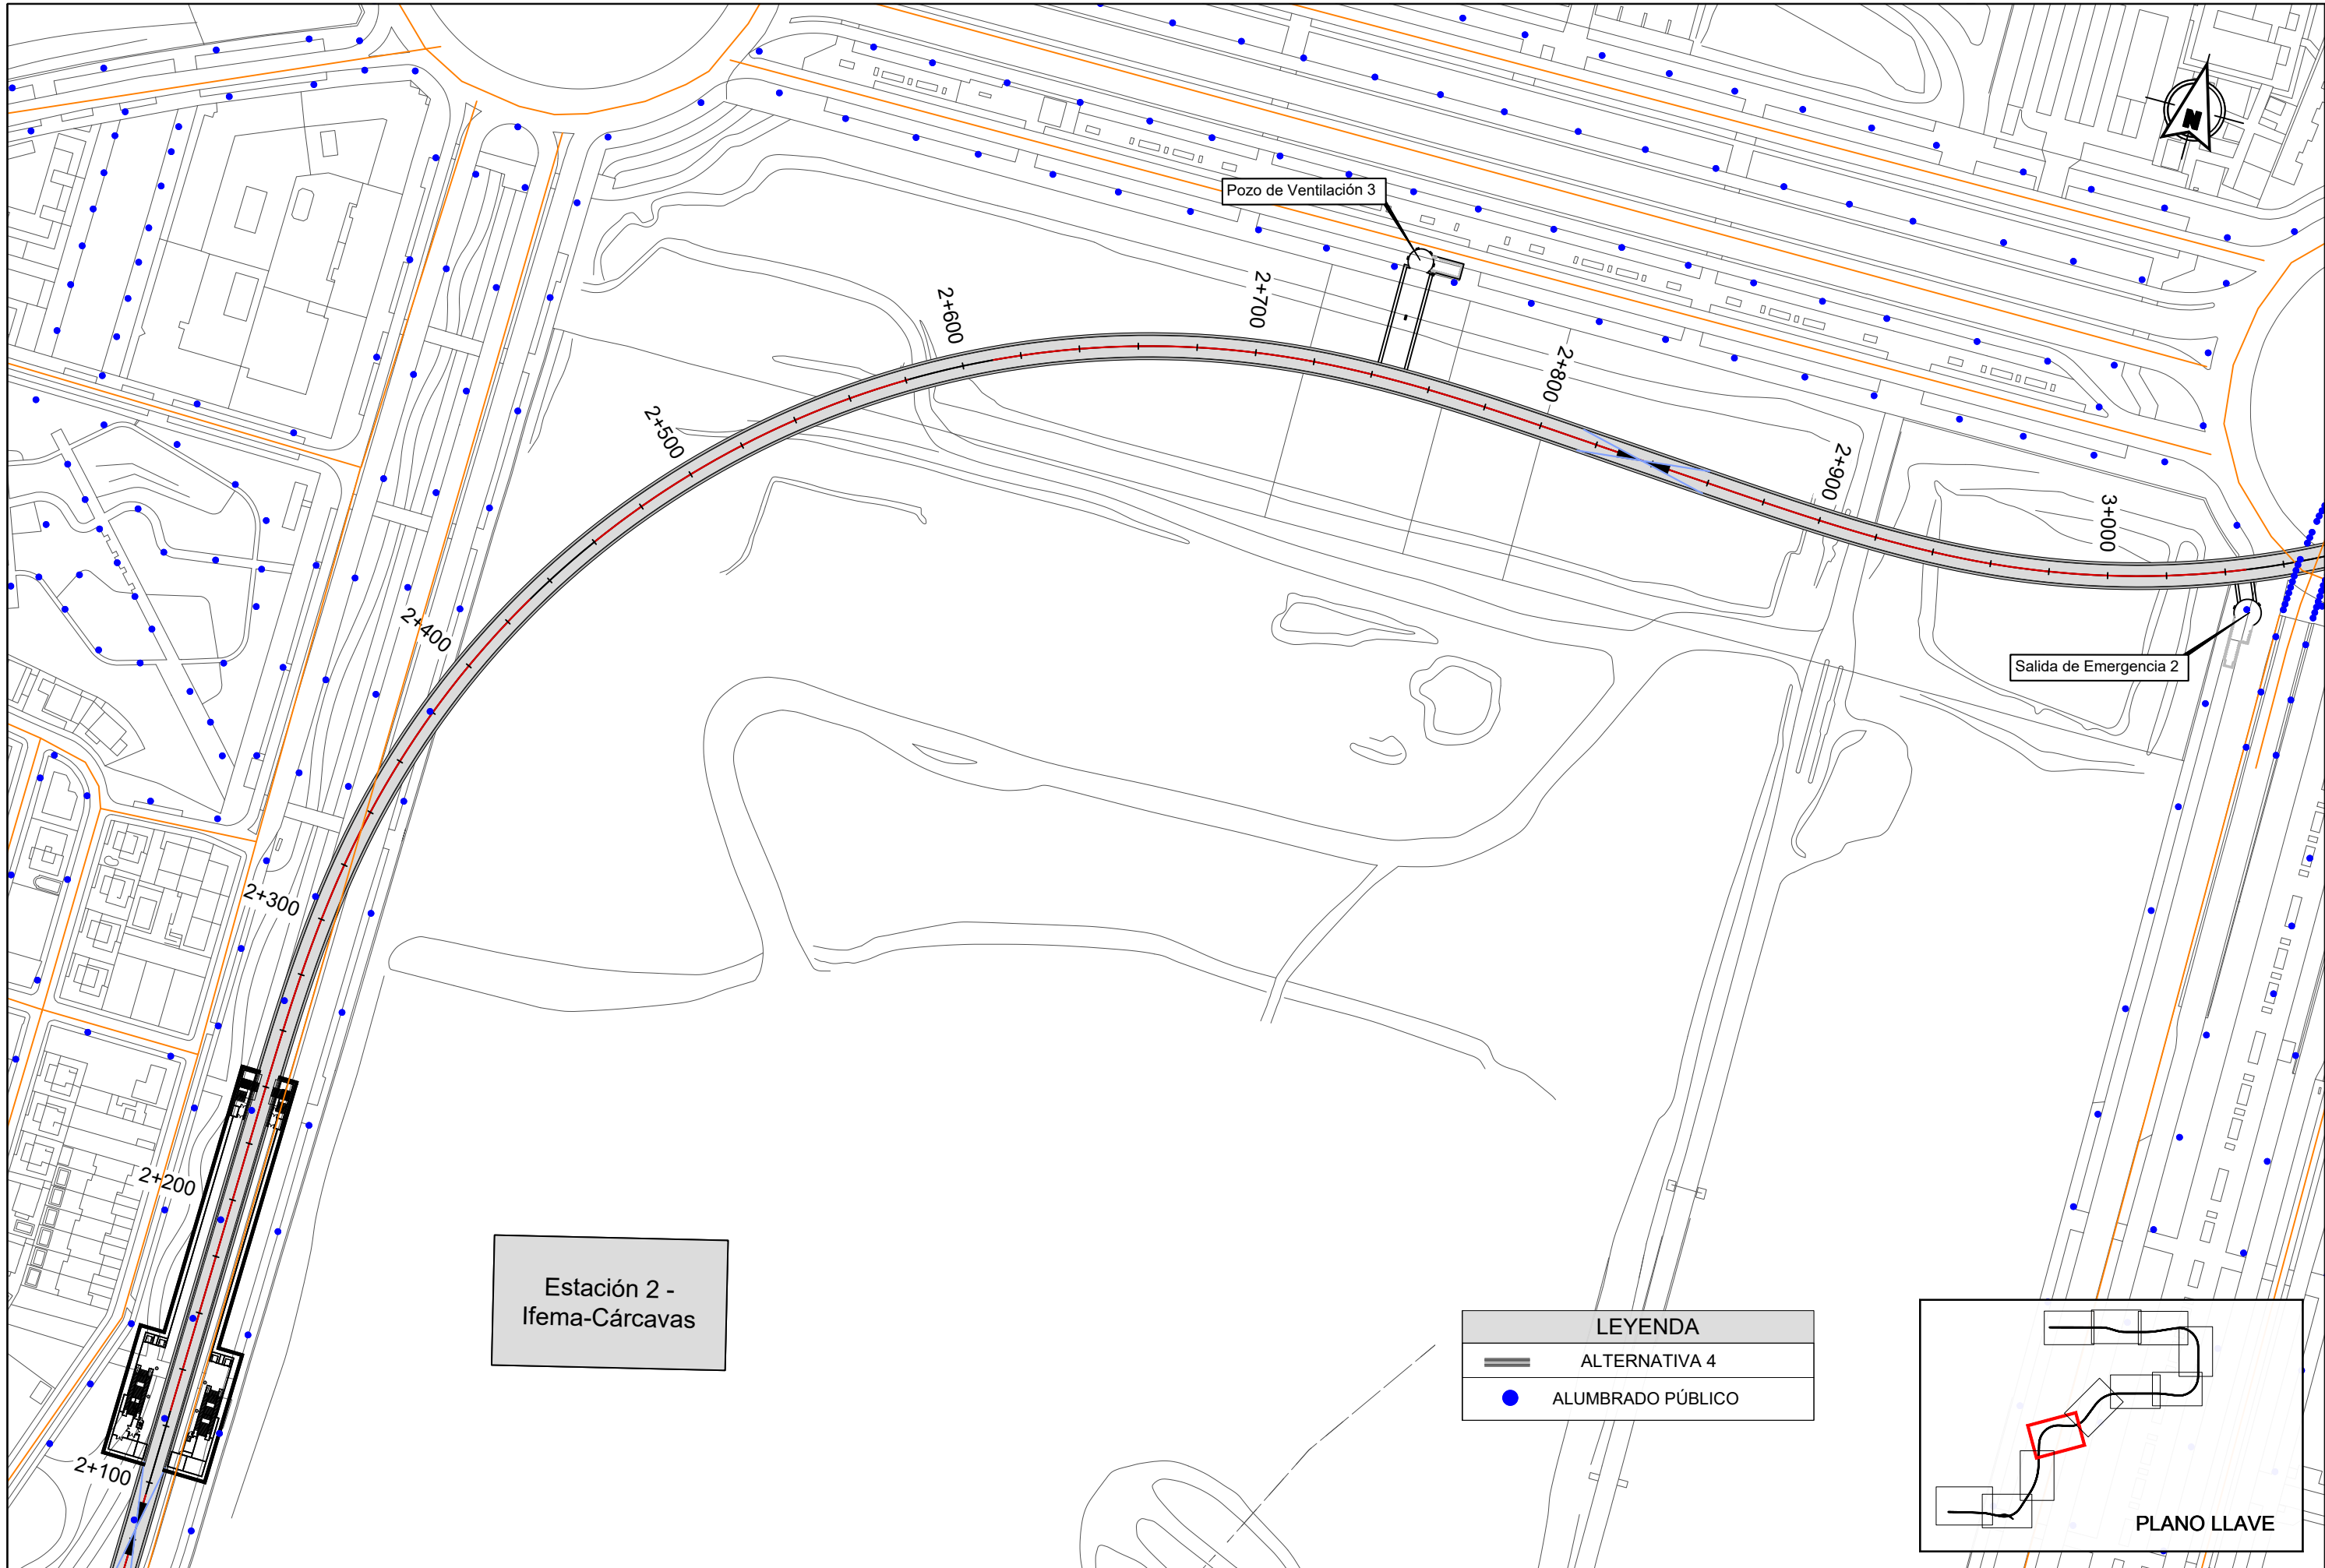 N
Pozo de Ventilación 3
2+600
2+700
2+800
2+500
2+900
3+000
2+400
Salida de Emergencia 2
2+300
2+200
2+100
Estación 2 -
Ifema-Cárcavas
LEYENDA
ALTERNATIVA 4
ALUMBRADO PÚBLICO
PLANO LLAVE